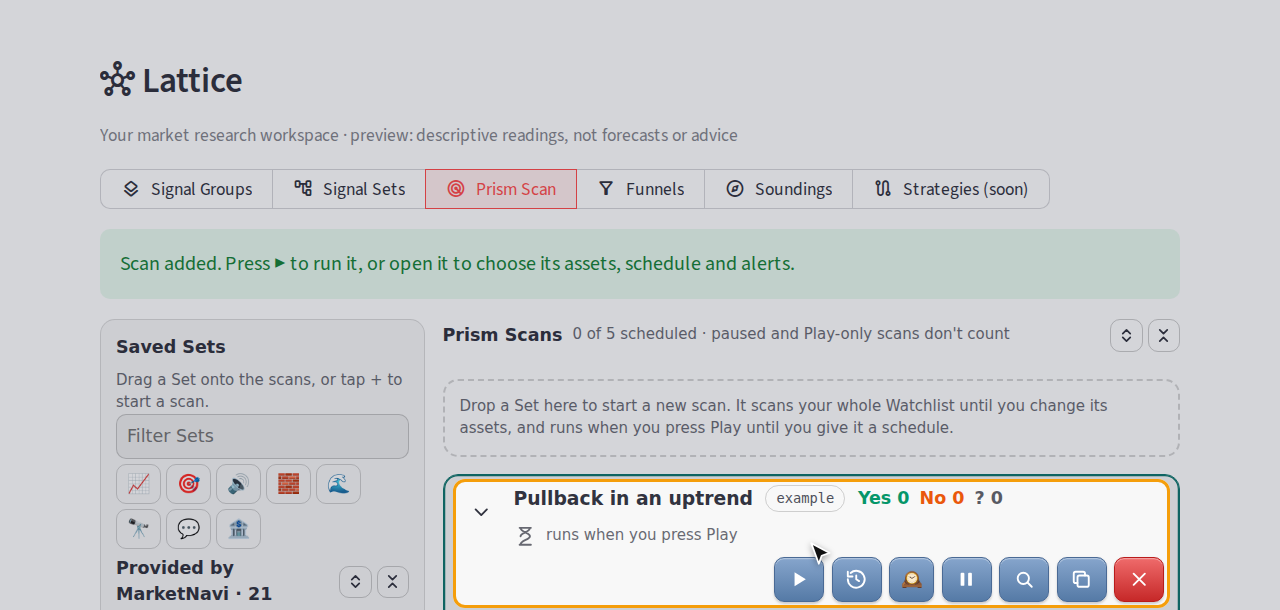 Lattice
Your market research workspace · preview: descriptive readings, not forecasts or advice
Signal Groups
Signal Sets
Prism Scan
Funnels
Soundings
Strategies (soon)
Scan added. Press ▶ to run it, or open it to choose its assets, schedule and alerts.
Saved Sets
Drag a Set onto the scans, or tap + to
start a scan.
Filter Sets
Provided by
MarketNavi · 21
Prism Scans 0 of 5 scheduled · paused and Play-only scans don't count
Drop a Set here to start a new scan. It scans your whole Watchlist until you change its
assets, and runs when you press Play until you give it a schedule.
Pullback in an uptrend example Yes 0 No 0 ? 0
runs when you press Play